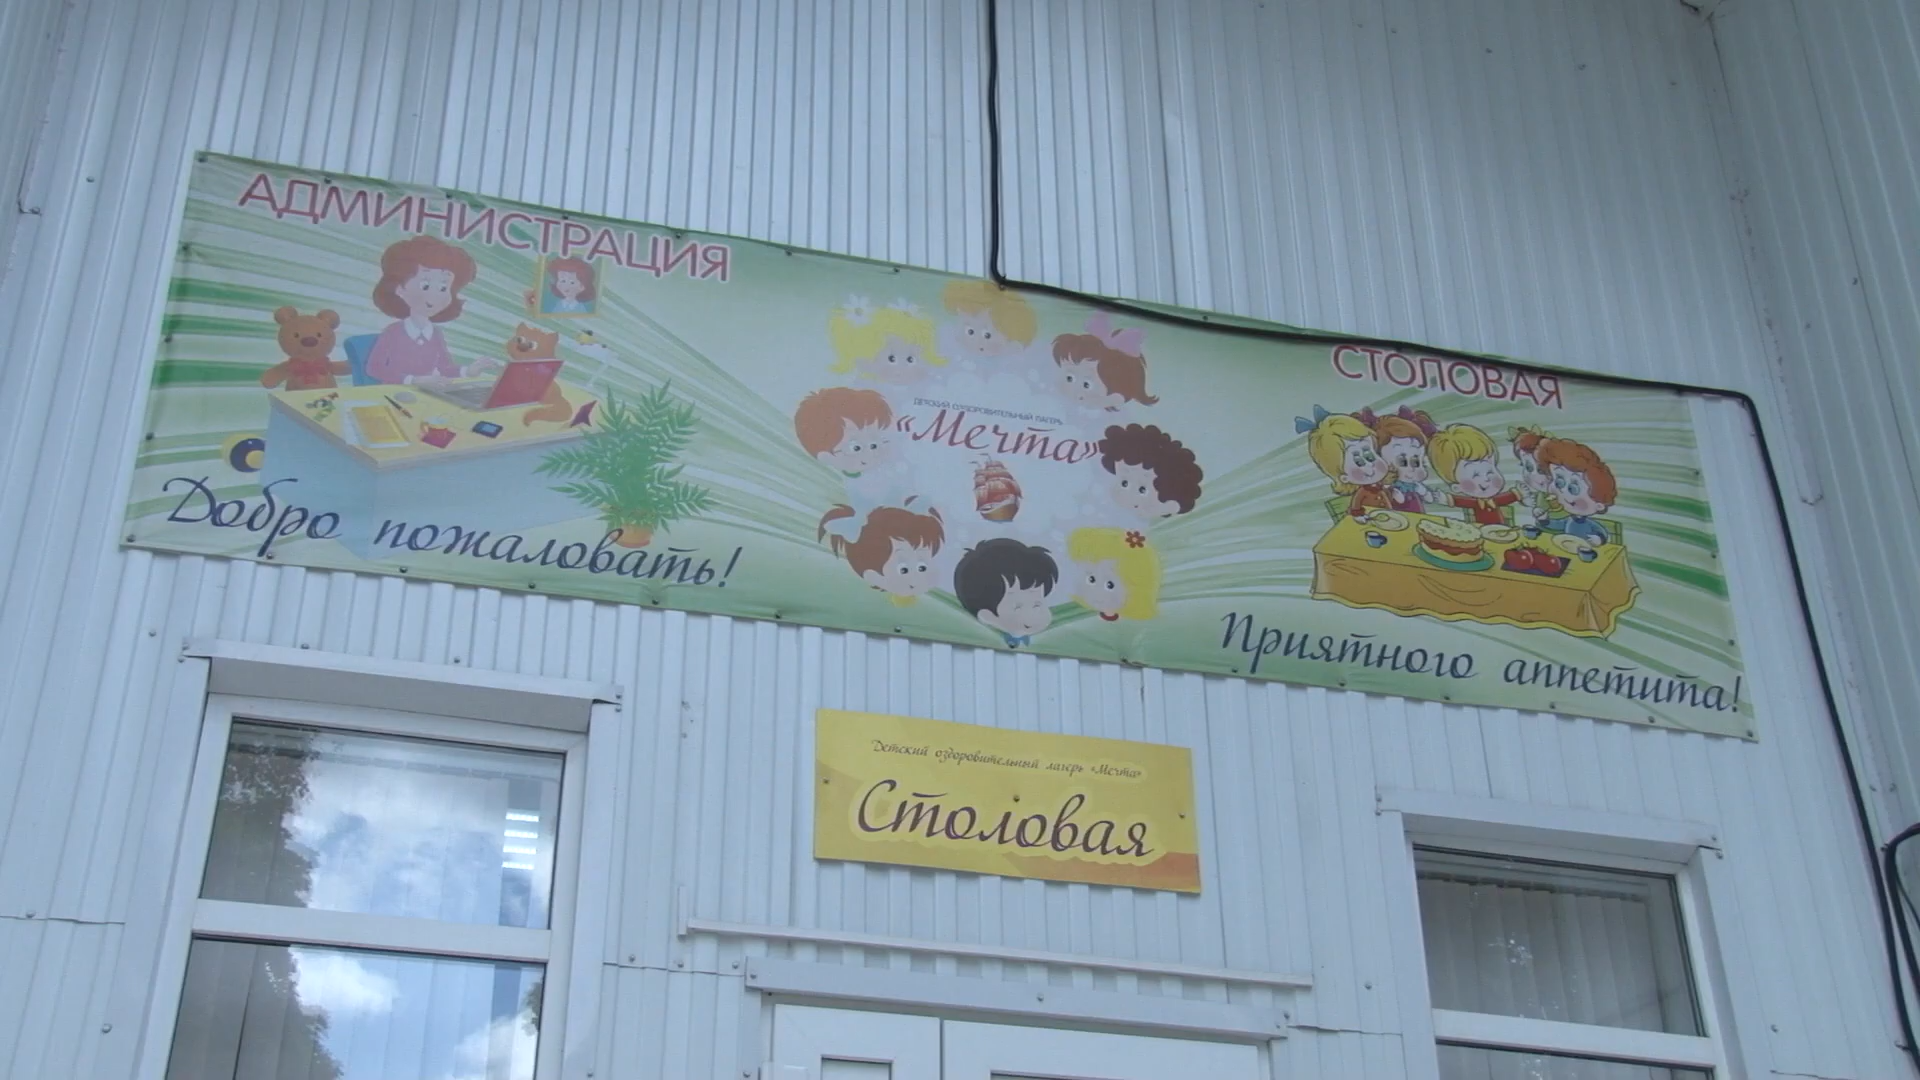 АДМИНИСТРАЦИЯ
Добро пожаловать!
ДЕТСКИЙ ОЗДОРОВИТЕЛЬНЫЙ ЛАГЕРЬ
«Мечта»
СТОЛОВАЯ
Приятного аппетита!
Детский оздоровительный лагерь «Мечта»
Столовая